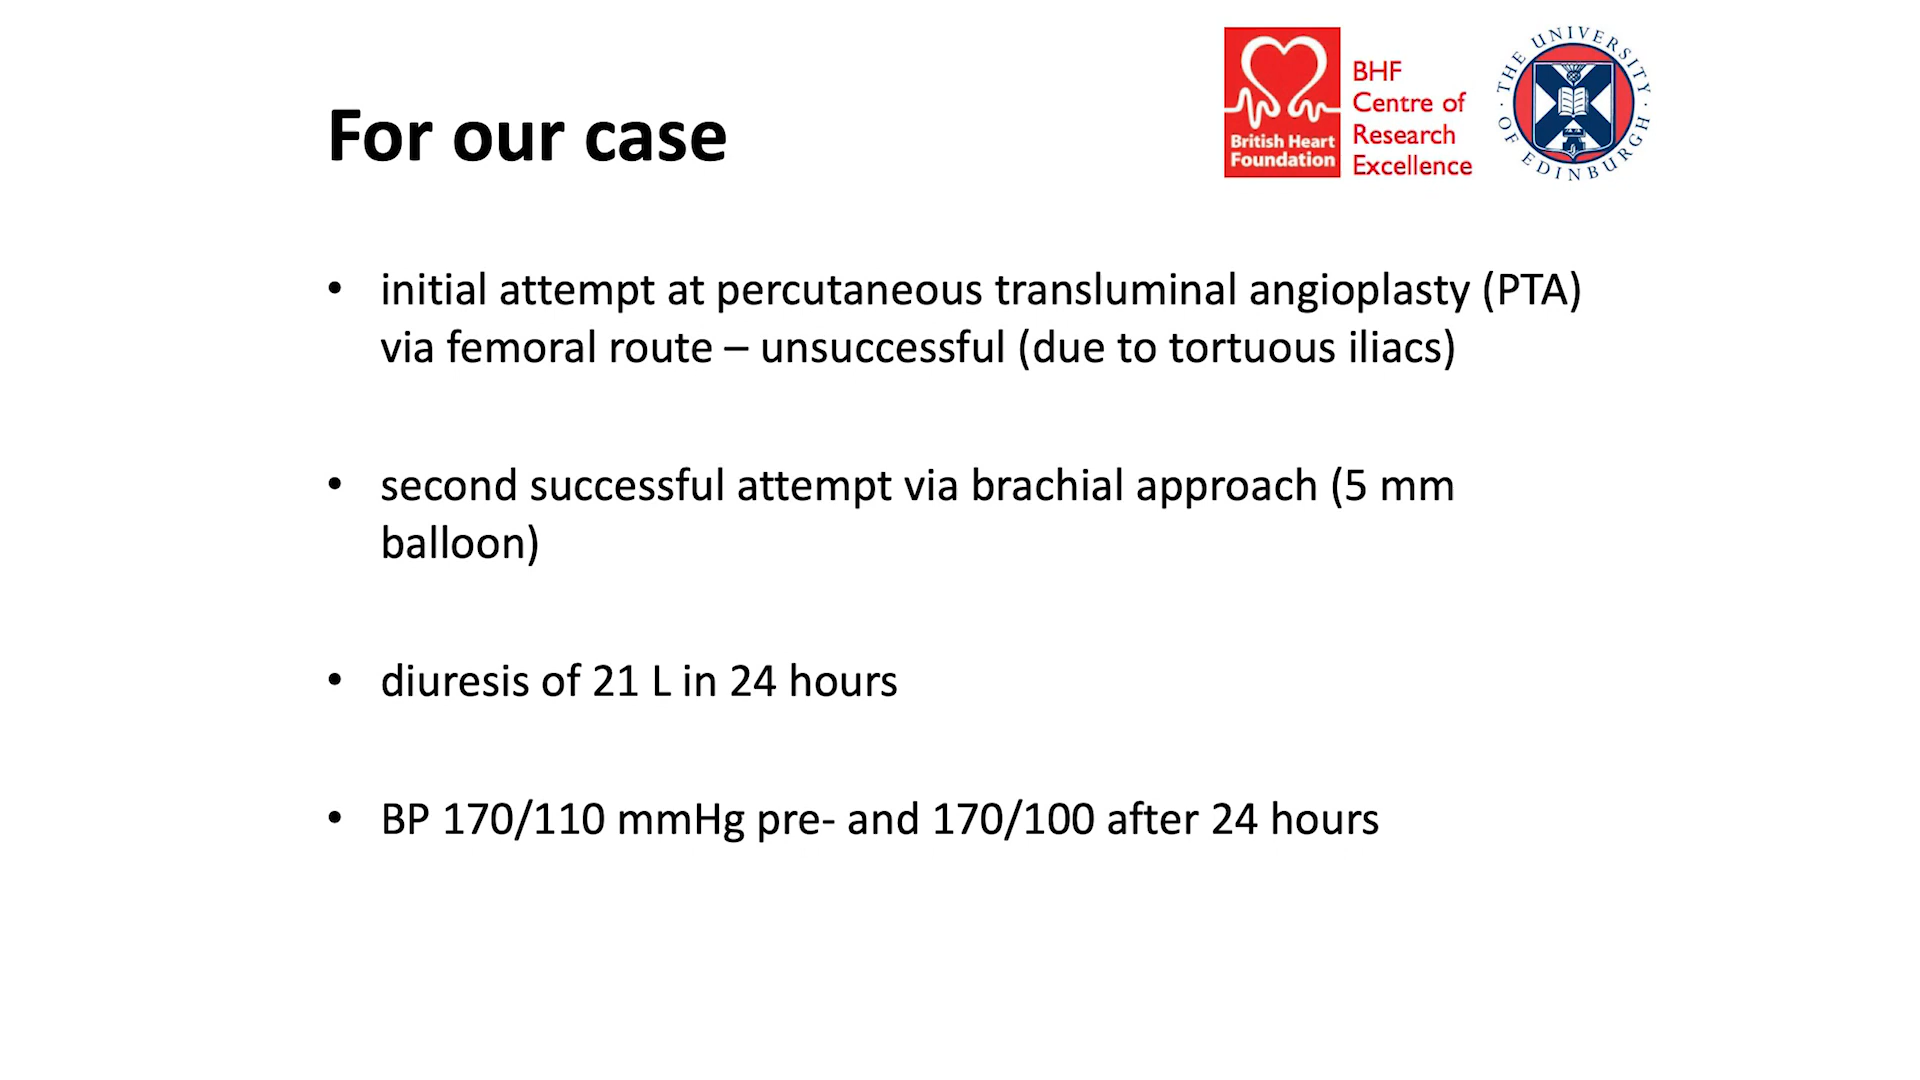 For our case
British Heart
Foundation
BHF
Centre of
Research
Excellence
THE UNIVERSITY OF EDINBURGH
• initial attempt at percutaneous transluminal angioplasty (PTA)
via femoral route – unsuccessful (due to tortuous iliacs)
• second successful attempt via brachial approach (5 mm
balloon)
• diuresis of 21 L in 24 hours
• BP 170/110 mmHg pre- and 170/100 after 24 hours